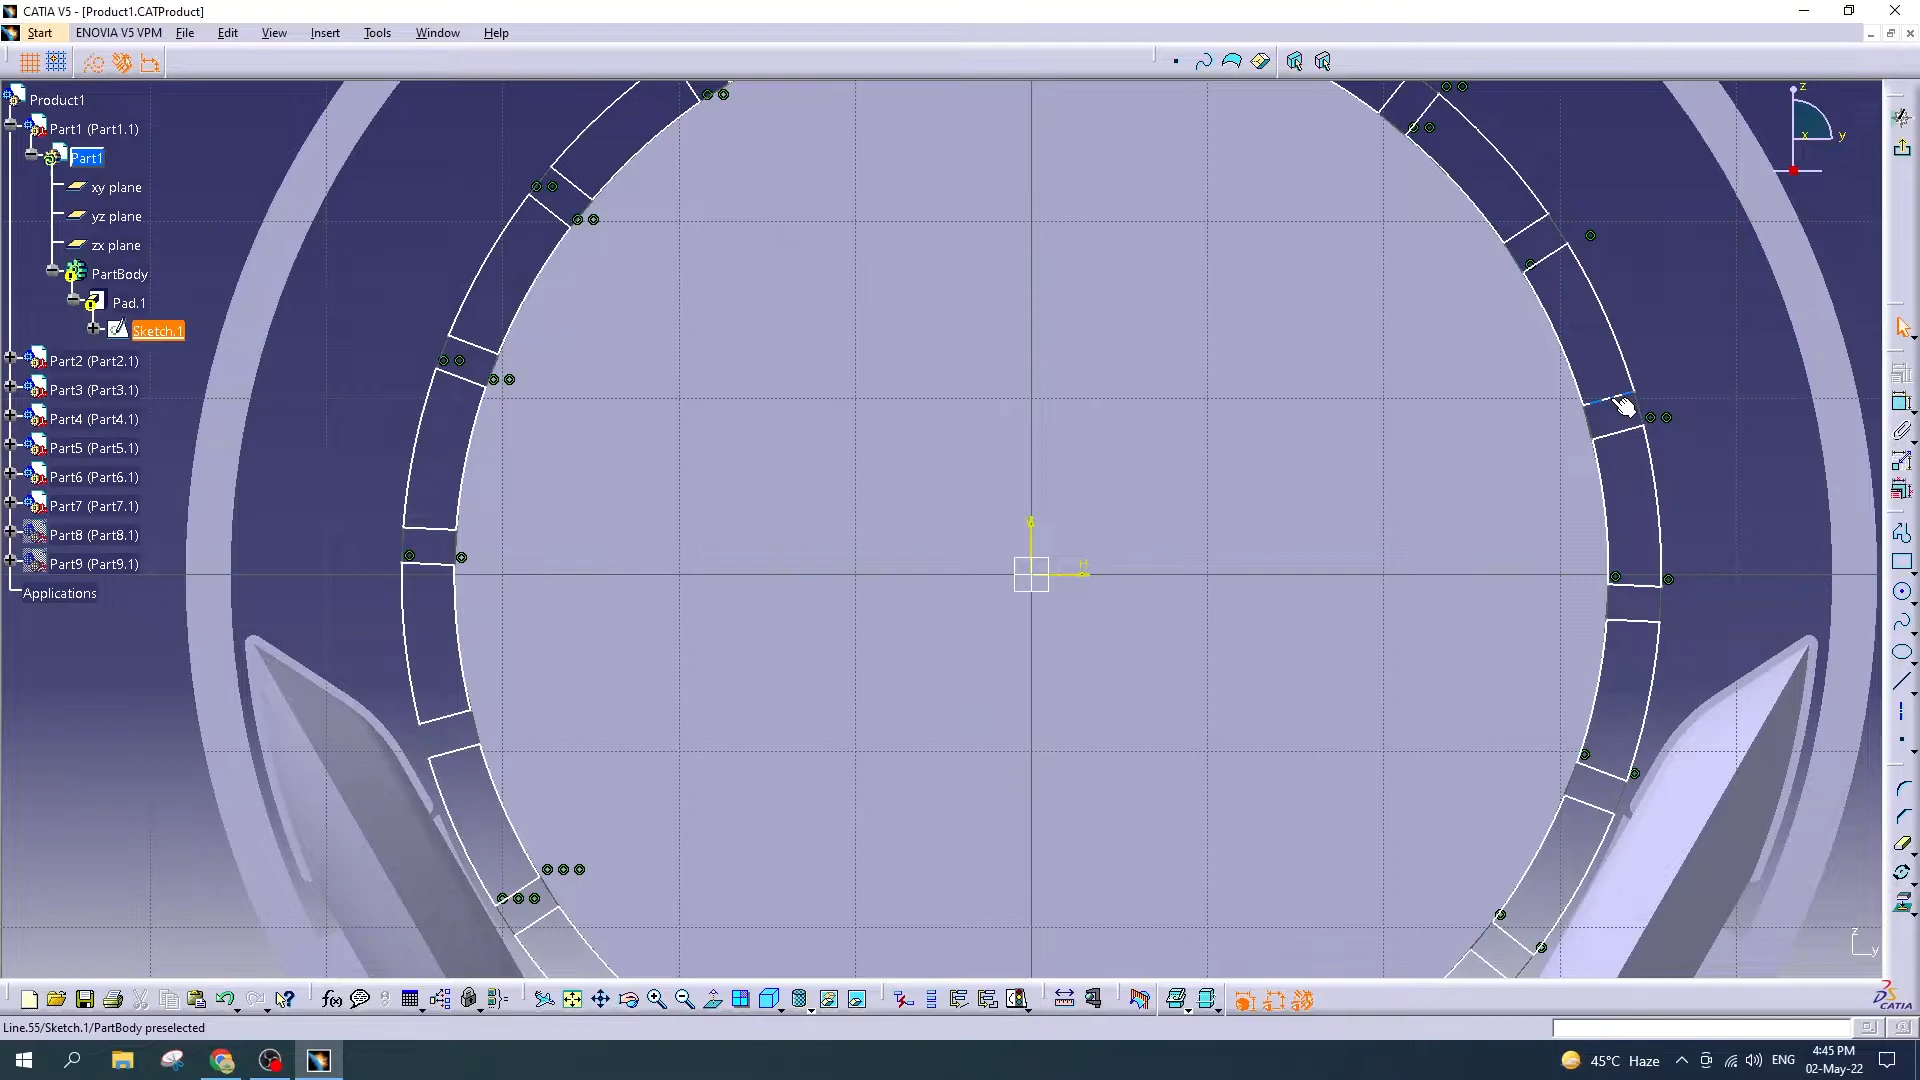 CATIA V5 - [Product1.CATProduct]
Start ENOVIA V5 VPM File Edit View Insert Tools Window Help
Product1
Part1 (Part1.1)
Part1
xy plane
yz plane
zx plane
PartBody
Pad.1
Sketch.1
Part2 (Part2.1)
Part3 (Part3.1)
Part4 (Part4.1)
Part5 (Part5.1)
Part6 (Part6.1)
Part7 (Part7.1)
Part8 (Part8.1)
Part9 (Part9.1)
Applications
z
x
y
V
H
z
y
f(x)
CATIA
Line.55/Sketch.1/PartBody preselected
45°C Haze
ENG
4:45 PM
02-May-22